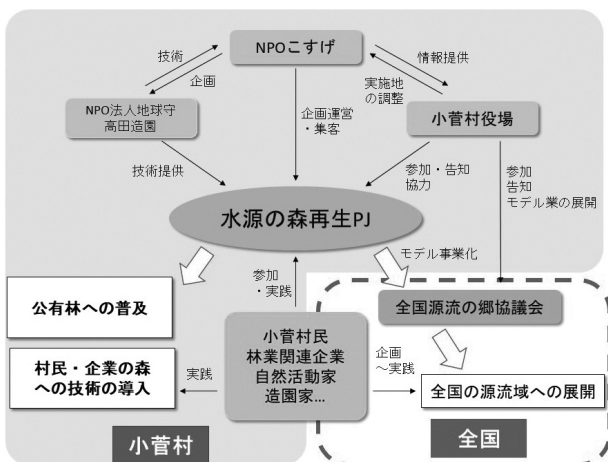 NPOこすげ
技術
企画
情報提供
実施地
の調整
NPO法人地球守
高田造園
企画運営
・集客
小菅村役場
技術提供
参加・告知
協力
参加
告知
モデル業の展開
水源の森再生PJ
モデル事業化
参加
・実践
公有林への普及
全国源流の郷協議会
小菅村民
林業関連企業
自然活動家
造園家…
村民・企業の森
への技術の導入
実践
企画
～実践
全国の源流域への展開
小菅村
全国